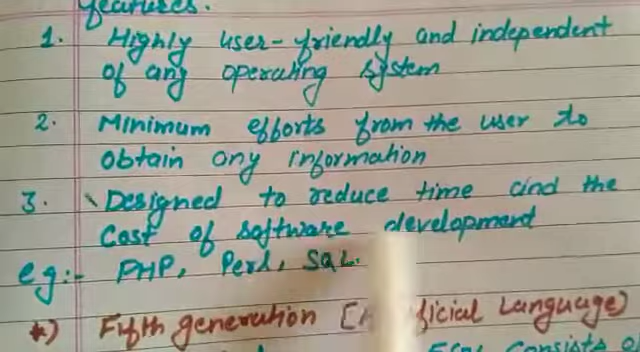 features.
1. Highly user-friendly and independent
of any operating system
2. Minimum efforts from the user to
obtain any information
3. Designed to reduce time and the
cost of software development
eg:- PHP, Perl, SQL.
*) Fifth generation [A ficial Language)
consists o